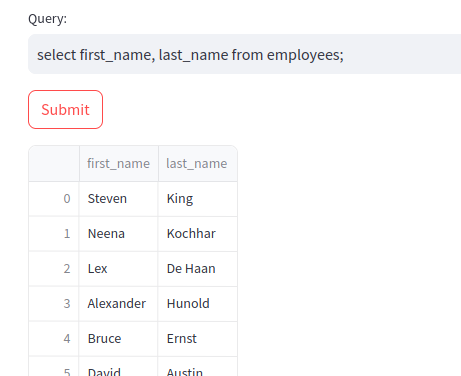 Query:
select first_name, last_name from employees;
Submit
first_name last_name
0 Steven King
1 Neena Kochhar
2 Lex De Haan
3 Alexander Hunold
4 Bruce Ernst
5 David Austin